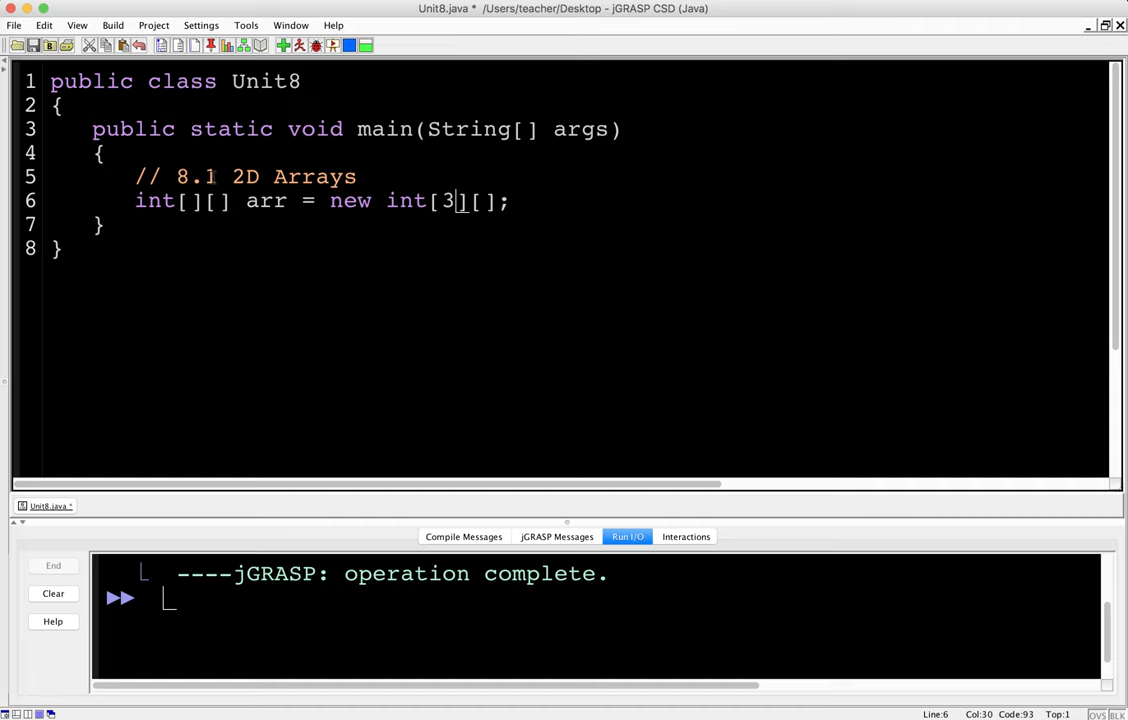 Unit8.java * /Users/teacher/Desktop - jGRASP CSD (Java)
File Edit View Build Project Settings Tools Window Help
1 public class Unit8
2 {
3 public static void main(String[] args)
4 {
5 // 8.1 2D Arrays
6 int[][] arr = new int[3][];
7 }
8 }
Unit8.java *
Compile Messages jGRASP Messages Run I/O Interactions
End
Clear
Help
----jGRASP: operation complete.
Line:6 Col:30 Code:93 Top:1 OVS BLK